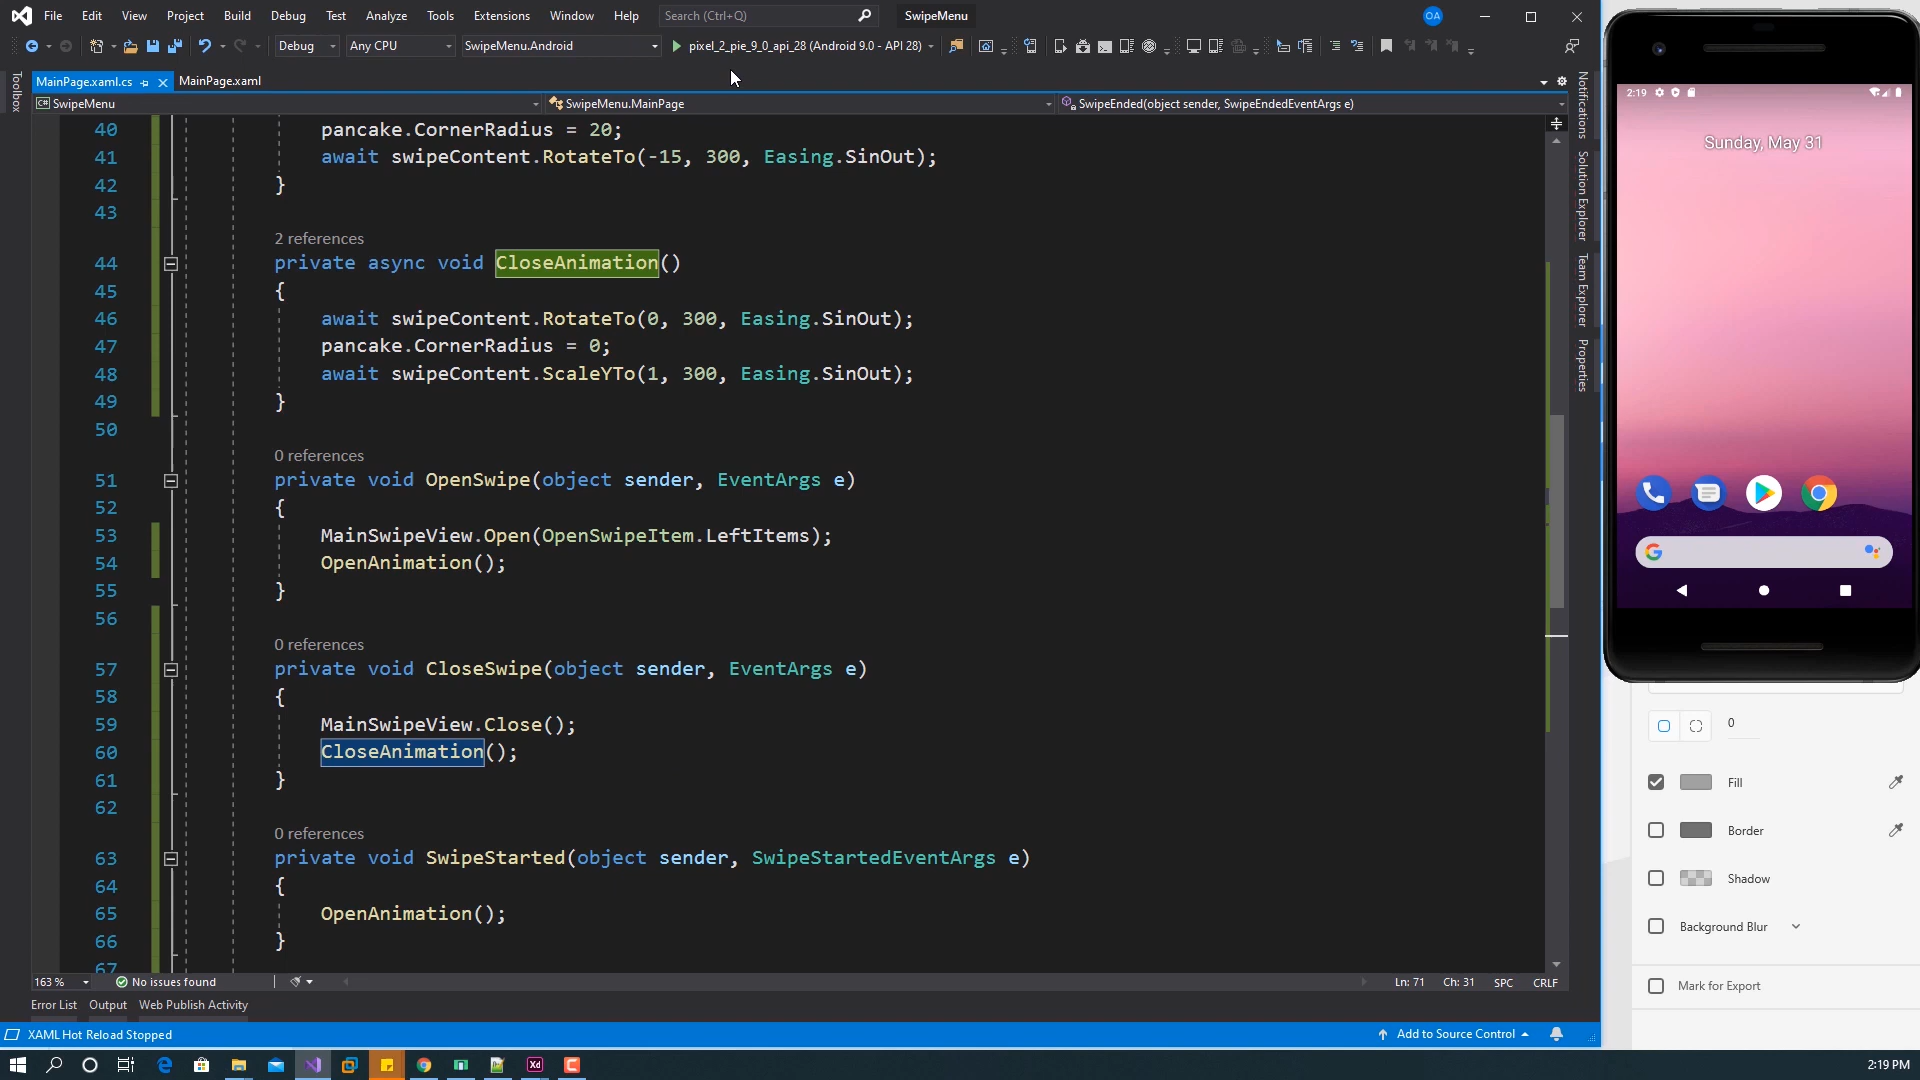 File Edit View Project Build Debug Test Analyze Tools Extensions Window Help Search (Ctrl+Q) SwipeMenu OA
Debug Any CPU SwipeMenu.Android pixel_2_pie_9_0_api_28 (Android 9.0 - API 28)
Toolbox
MainPage.xaml.cs MainPage.xaml
SwipeMenu SwipeMenu.MainPage SwipeEnded(object sender, SwipeEndedEventArgs e)
40 pancake.CornerRadius = 20;
41 await swipeContent.RotateTo(-15, 300, Easing.SinOut);
42 }
43
2 references
44 private async void CloseAnimation()
45 {
46 await swipeContent.RotateTo(0, 300, Easing.SinOut);
47 pancake.CornerRadius = 0;
48 await swipeContent.ScaleYTo(1, 300, Easing.SinOut);
49 }
50
0 references
51 private void OpenSwipe(object sender, EventArgs e)
52 {
53 MainSwipeView.Open(OpenSwipeItem.LeftItems);
54 OpenAnimation();
55 }
56
0 references
57 private void CloseSwipe(object sender, EventArgs e)
58 {
59 MainSwipeView.Close();
60 CloseAnimation();
61 }
62
0 references
63 private void SwipeStarted(object sender, SwipeStartedEventArgs e)
64 {
65 OpenAnimation();
66 }
67
163 % No issues found Ln: 71 Ch: 31 SPC CRLF
Error List Output Web Publish Activity
XAML Hot Reload Stopped Add to Source Control
Notifications
Solution Explorer
Team Explorer
Properties
2:19
Sunday, May 31
G
0
Fill
Border
Shadow
Background Blur
Mark for Export
Xd
2:19 PM